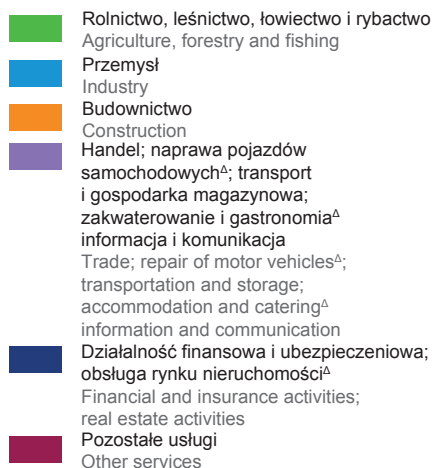 Rolnictwo, leśnictwo, łowiectwo i rybactwo
Agriculture, forestry and fishing
Przemysł
Industry
Budownictwo
Construction
Handel; naprawa pojazdów
samochodowych∆; transport
i gospodarka magazynowa;
zakwaterowanie i gastronomia∆
informacja i komunikacja
Trade; repair of motor vehicles∆;
transportation and storage;
accommodation and catering∆
information and communication
Działalność finansowa i ubezpieczeniowa;
obsługa rynku nieruchomości∆
Financial and insurance activities;
real estate activities
Pozostałe usługi
Other services